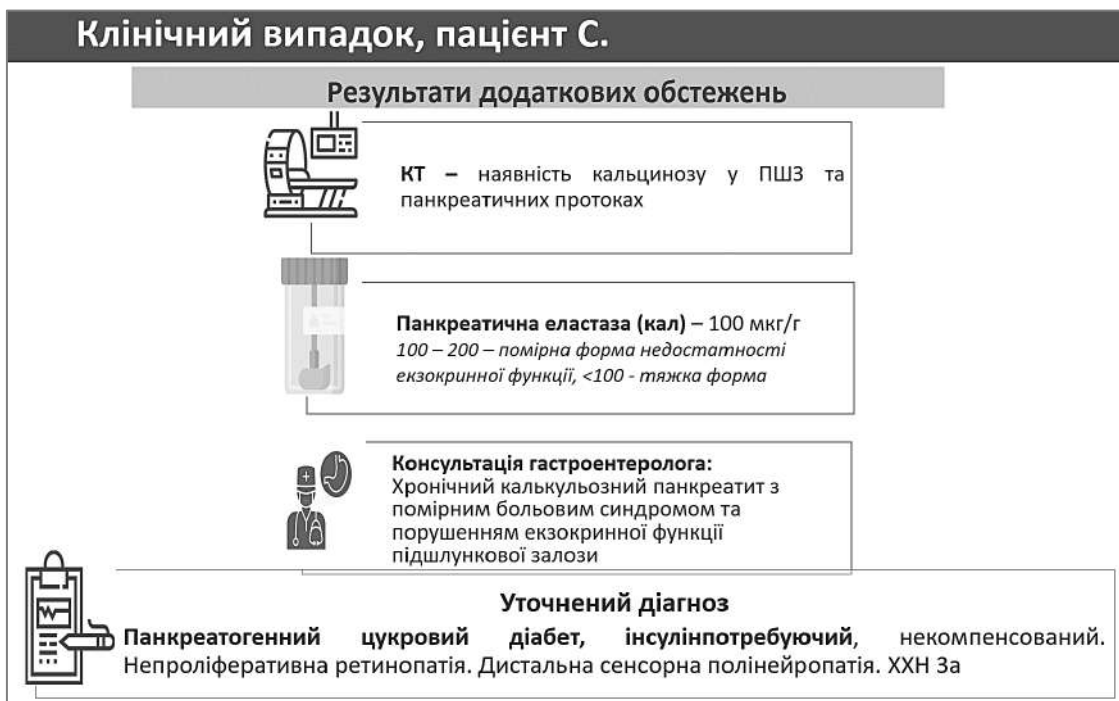 Клінічний випадок, пацієнт С.
Результати додаткових обстежень
КТ – наявність кальцинозу у ПШЗ та
панкреатичних протоках
Панкреатична еластаза (кал) – 100 мкг/г
100 – 200 – помірна форма недостатності
екзокринної функції, <100 - тяжка форма
Консультація гастроентеролога:
Хронічний калькульозний панкреатит з
помірним больовим синдромом та
порушенням екзокринної функції
підшлункової залози
Уточнений діагноз
Панкреатогенний цукровий діабет, інсулінпотребуючий, некомпенсований.
Непроліферативна ретинопатія. Дистальна сенсорна полінейропатія. ХХН 3а